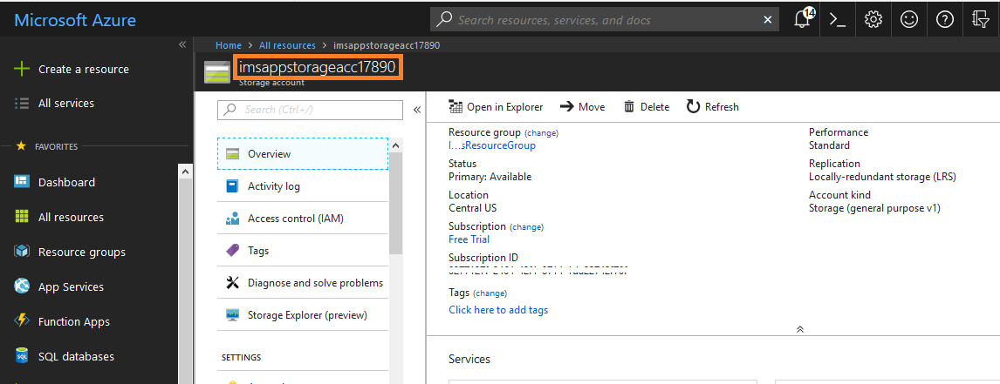 Microsoft Azure
Search resources, services, and docs
14
Home > All resources > imsappstorageacc17890
imsappstorageacc17890
Storage account
Create a resource
All services
FAVORITES
Dashboard
All resources
Resource groups
App Services
Function Apps
SQL databases
Search (Ctrl+/)
Overview
Activity log
Access control (IAM)
Tags
Diagnose and solve problems
Storage Explorer (preview)
SETTINGS
Open in Explorer
Move
Delete
Refresh
Resource group (change)
sResourceGroup
Status
Primary: Available
Location
Central US
Subscription (change)
Free Trial
Subscription ID
Tags (change)
Click here to add tags
Performance
Standard
Replication
Locally-redundant storage (LRS)
Account kind
Storage (general purpose v1)
Services